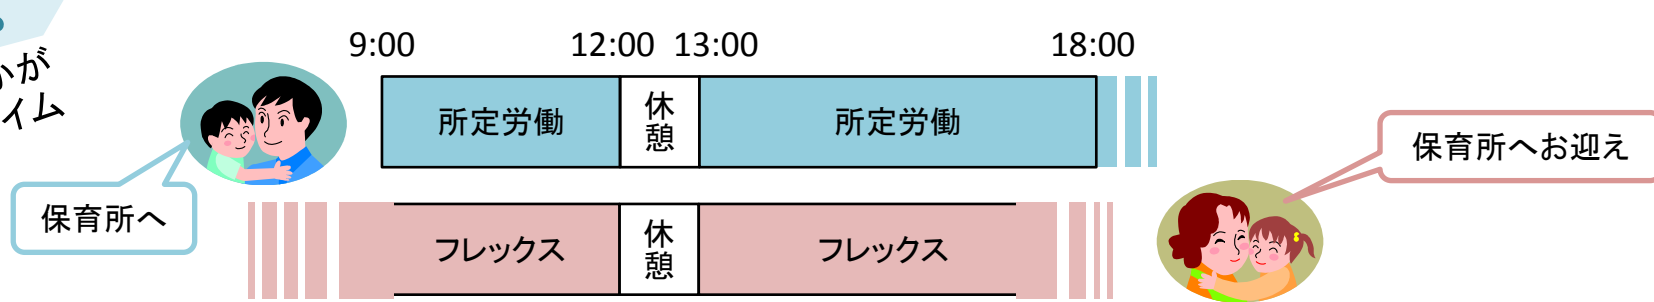 イム
9:00 12:00 13:00 18:00
所定労働 休憩 所定労働
保育所へお迎え
保育所へ
フレックス 休憩 フレックス